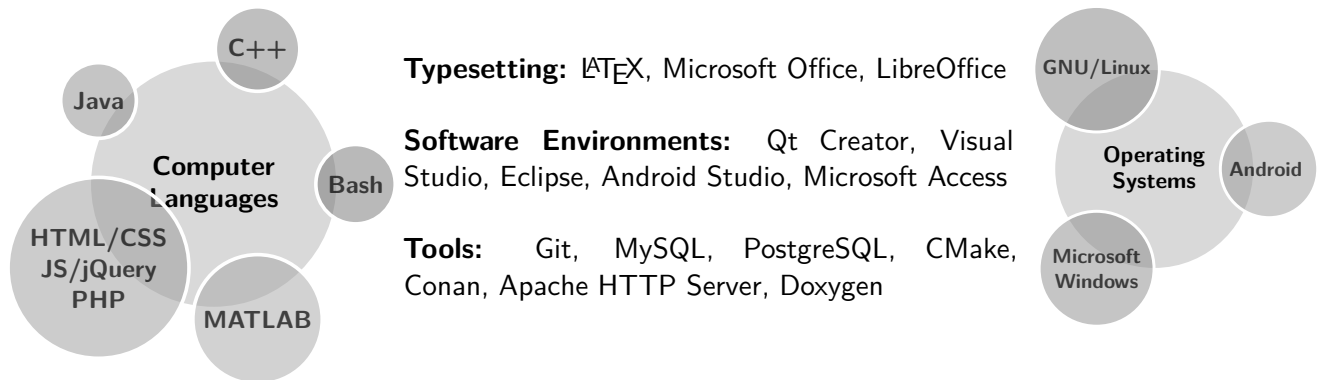 C++
Java
Computer
Languages
Bash
HTML/CSS
JS/jQuery
PHP
MATLAB
Typesetting: LATEX, Microsoft Office, LibreOffice
Software Environments: Qt Creator, Visual
Studio, Eclipse, Android Studio, Microsoft Access
Tools: Git, MySQL, PostgreSQL, CMake,
Conan, Apache HTTP Server, Doxygen
GNU/Linux
Operating
Systems
Android
Microsoft
Windows